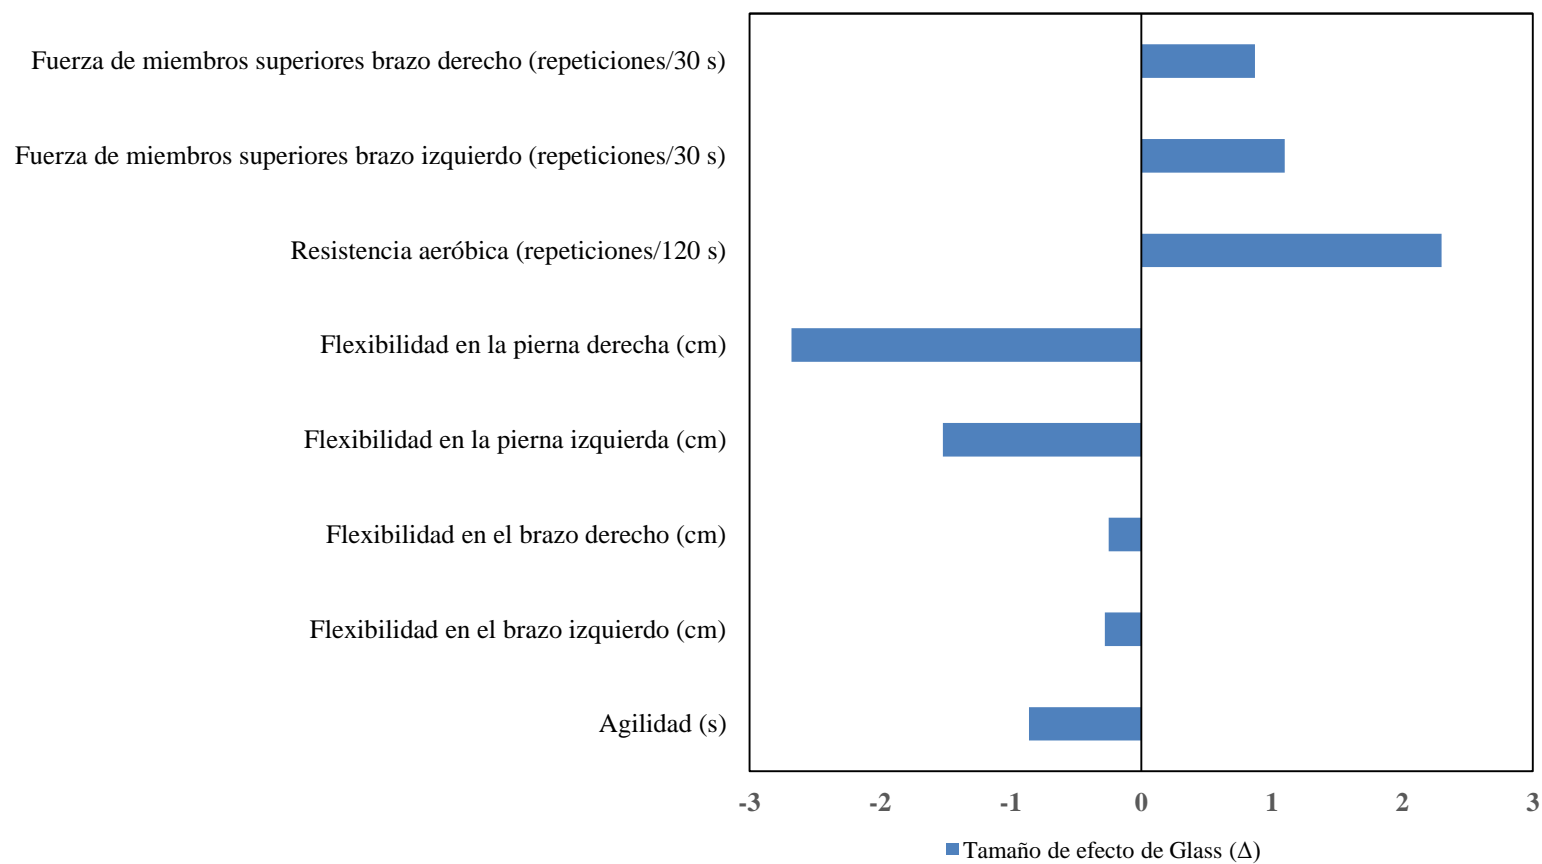 Fuerza de miembros superiores brazo derecho (repeticiones/30 s)
Fuerza de miembros superiores brazo izquierdo (repeticiones/30 s)
Resistencia aeróbica (repeticiones/120 s)
Flexibilidad en la pierna derecha (cm)
Flexibilidad en la pierna izquierda (cm)
Flexibilidad en el brazo derecho (cm)
Flexibilidad en el brazo izquierdo (cm)
Agilidad (s)
-3 -2 -1 0 1 2 3
Tamaño de efecto de Glass (Δ)